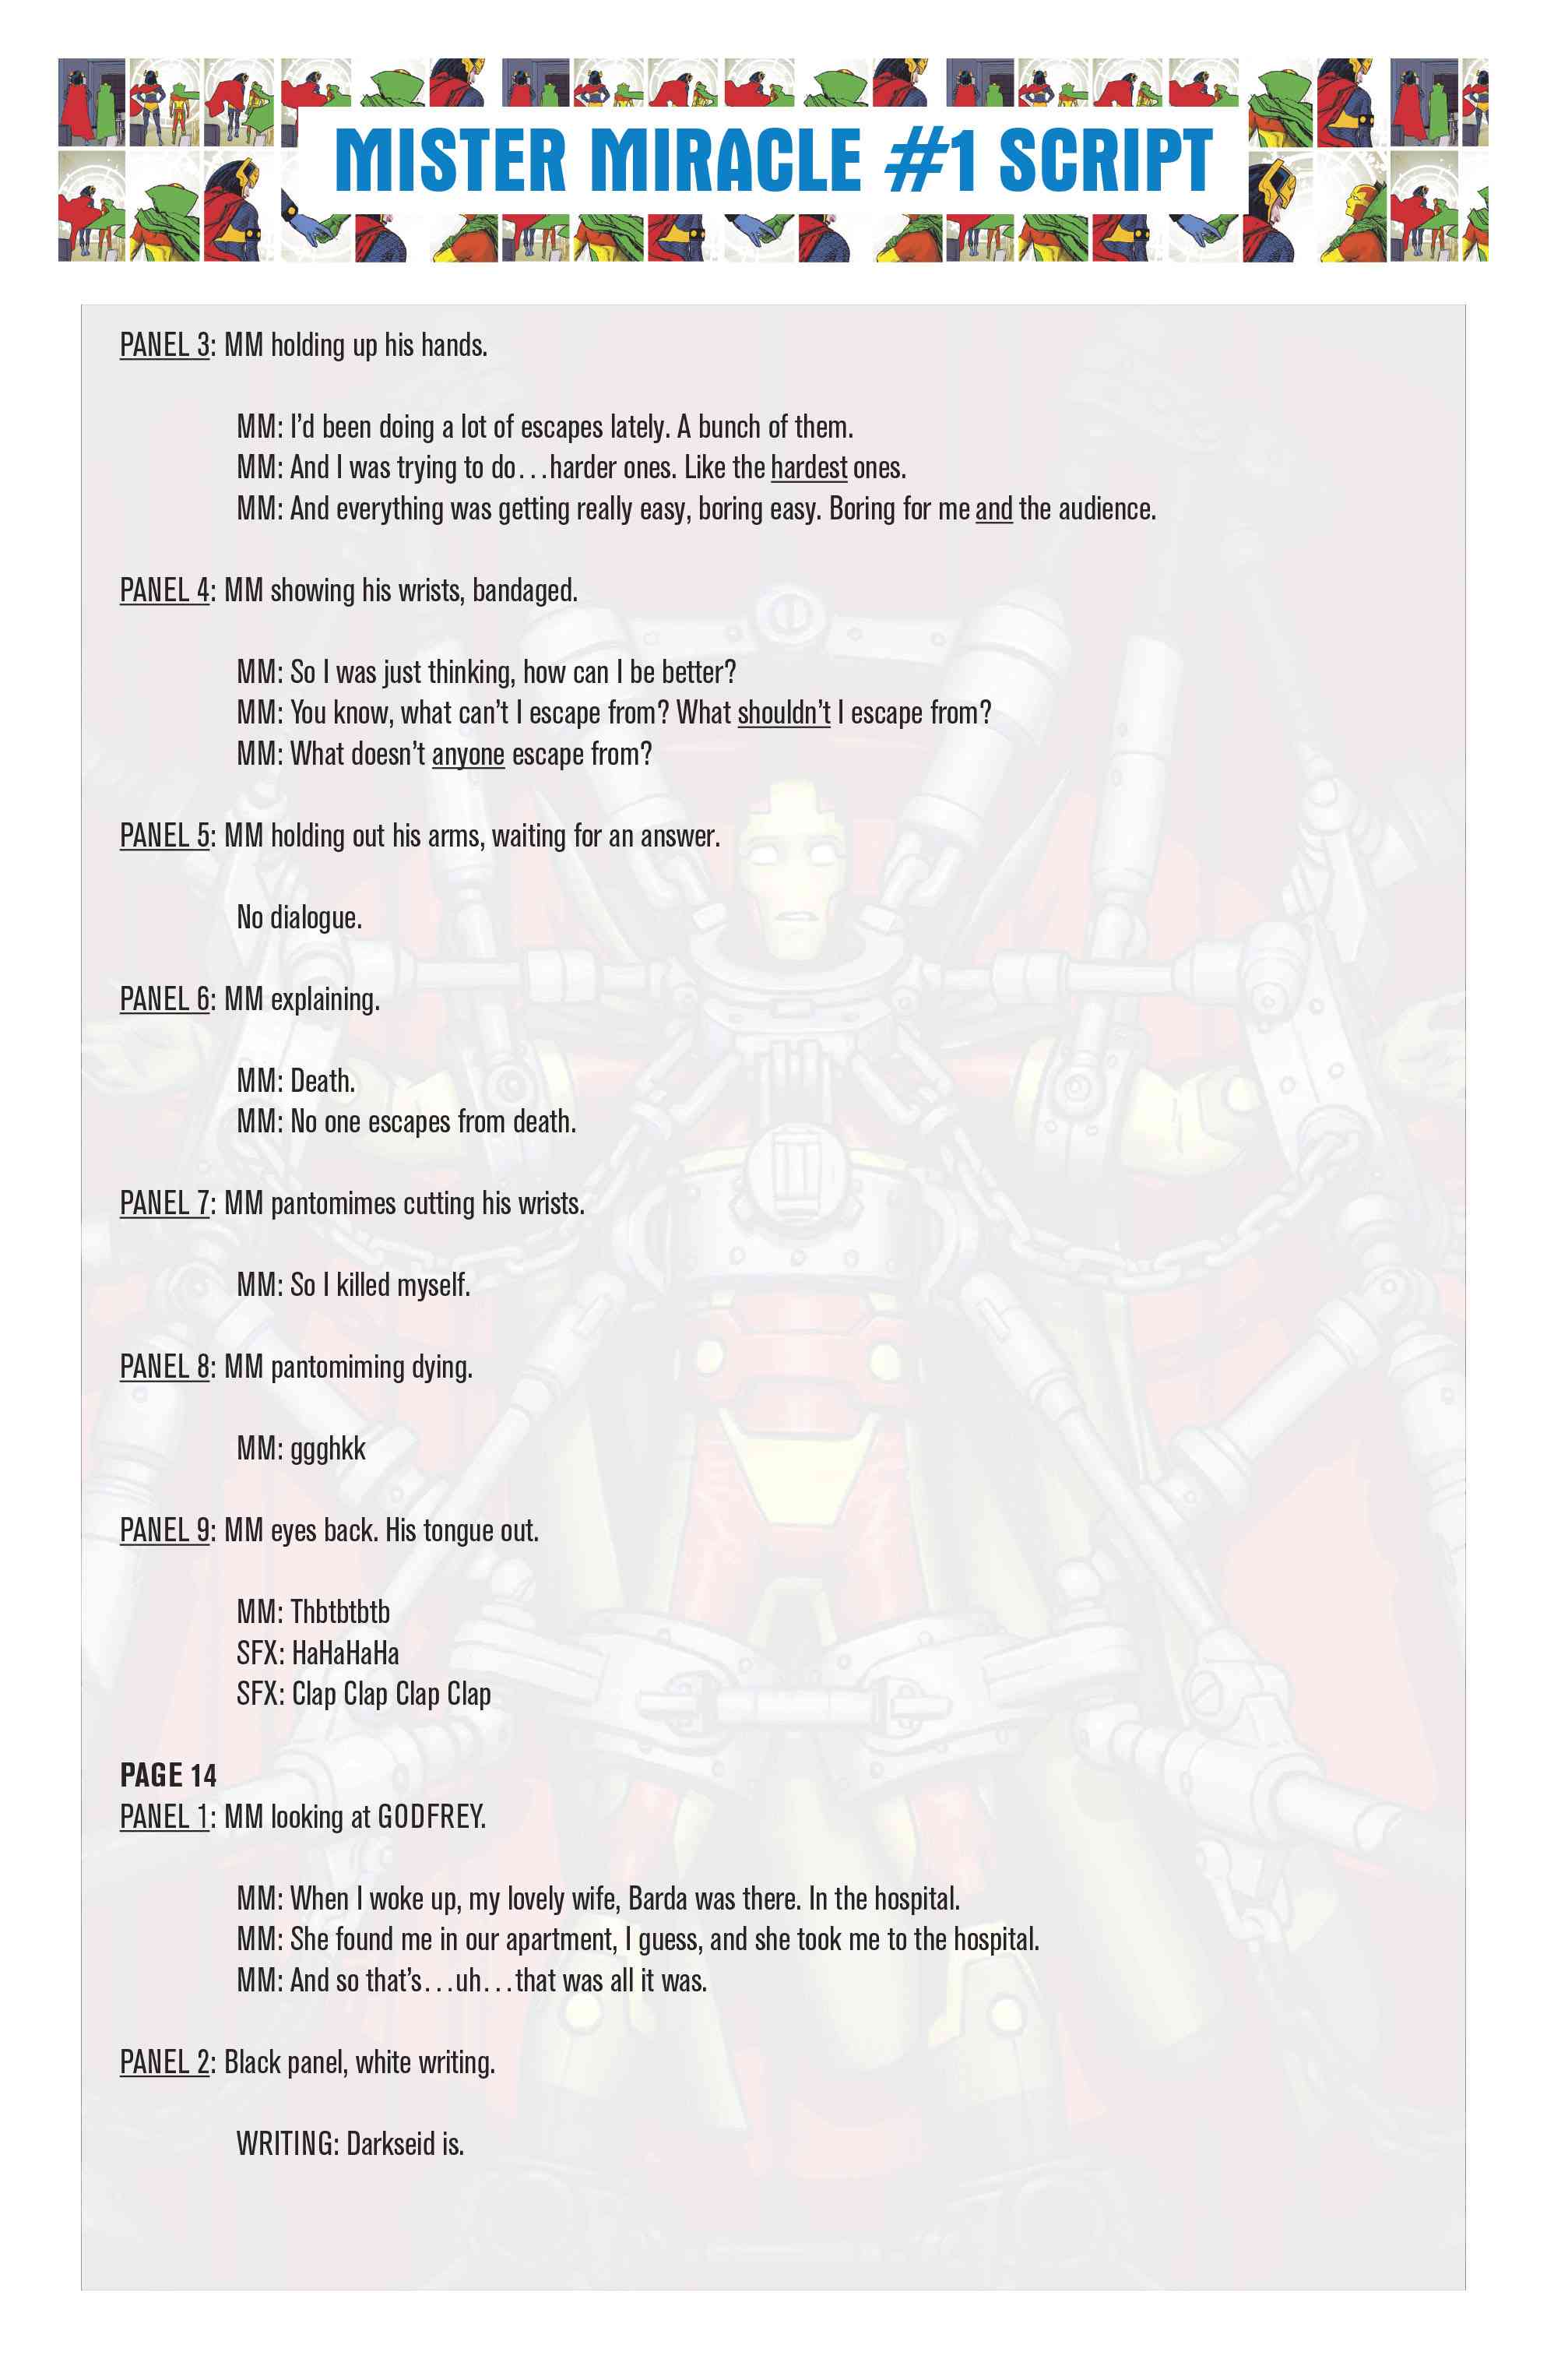 MISTER MIRACLE #1 SCRIPT
PANEL 3: MM holding up his hands.
MM: I’d been doing a lot of escapes lately. A bunch of them.
MM: And I was trying to do…harder ones. Like the hardest ones.
MM: And everything was getting really easy, boring easy. Boring for me and the audience.
PANEL 4: MM showing his wrists, bandaged.
MM: So I was just thinking, how can I be better?
MM: You know, what can’t I escape from? What shouldn’t I escape from?
MM: What doesn’t anyone escape from?
PANEL 5: MM holding out his arms, waiting for an answer.
No dialogue.
PANEL 6: MM explaining.
MM: Death.
MM: No one escapes from death.
PANEL 7: MM pantomimes cutting his wrists.
MM: So I killed myself.
PANEL 8: MM pantomiming dying.
MM: ggghkk
PANEL 9: MM eyes back. His tongue out.
MM: Thbtbtbtb
SFX: HaHaHaHa
SFX: Clap Clap Clap Clap
PAGE 14
PANEL 1: MM looking at GODFREY.
MM: When I woke up, my lovely wife, Barda was there. In the hospital.
MM: She found me in our apartment, I guess, and she took me to the hospital.
MM: And so that’s…uh…that was all it was.
PANEL 2: Black panel, white writing.
WRITING: Darkseid is.